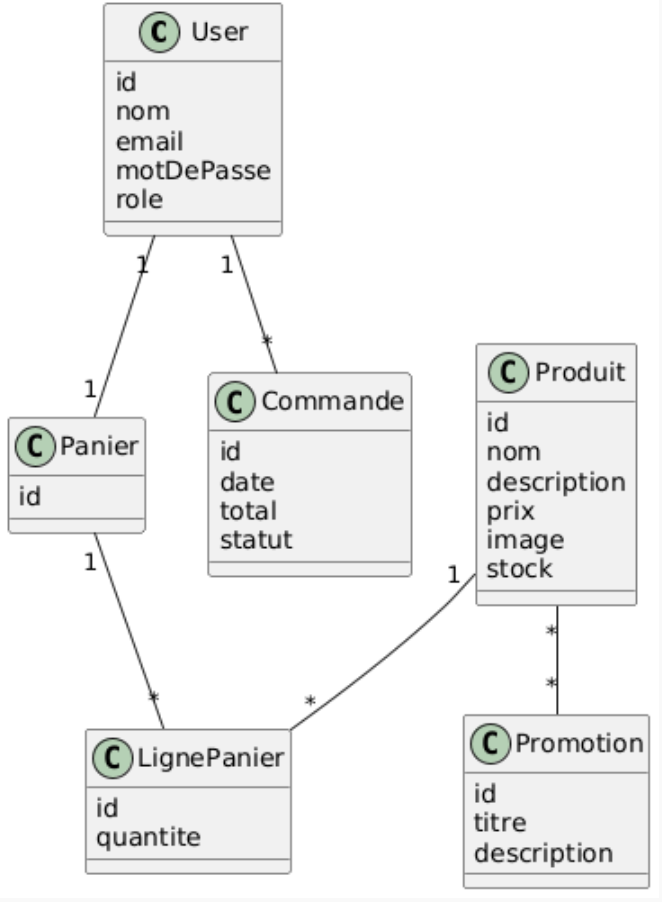 C User
id
nom
email
motDePasse
role
1
1
*
1
C Panier
id
C Commande
id
date
total
statut
C Produit
id
nom
description
prix
image
stock
1
1
*
*
*
*
C LignePanier
id
quantite
C Promotion
id
titre
description